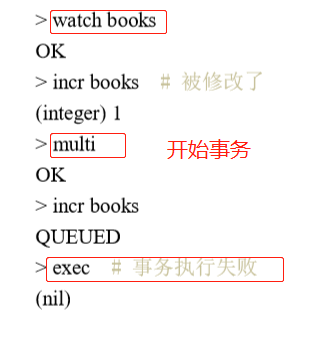 > watch books
OK
> incr books # 被修改了
(integer) 1
> multi 开始事务
OK
> incr books
QUEUED
> exec # 事务执行失败
(nil)